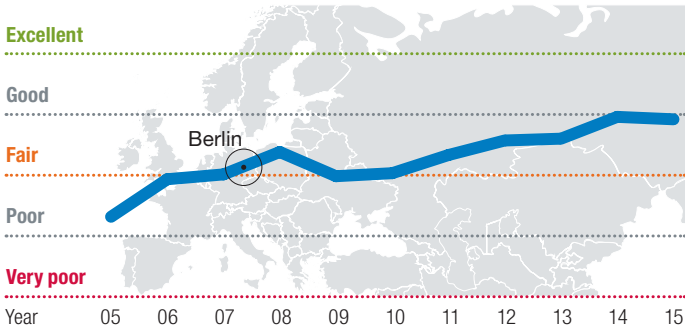 Excellent
Good
Berlin
Fair
Poor
Very poor
Year 05 06 07 08 09 10 11 12 13 14 15